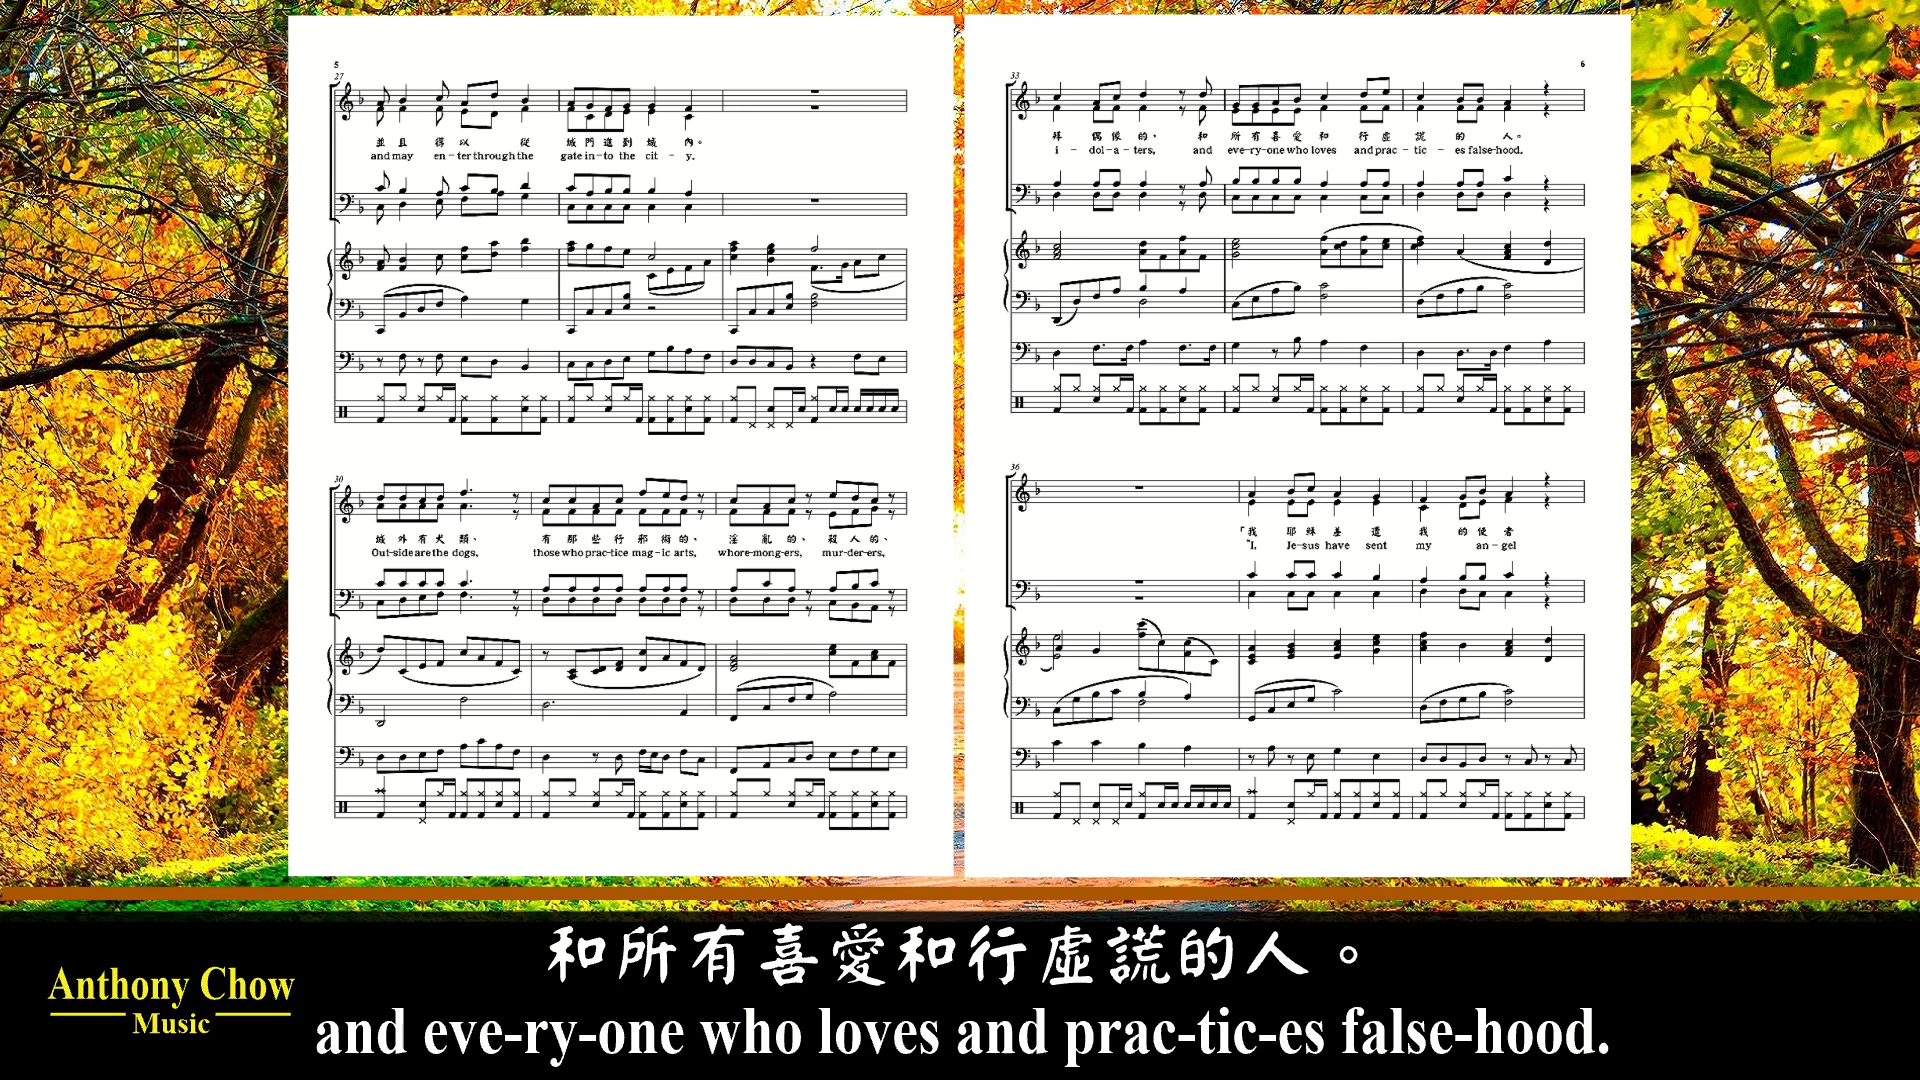 5
27
並且 得以 從 城門進到城 內。
and may en-ter through the gate in-to the cit - y.
30
城外有犬類、 有那些行邪術的、 淫亂的、 殺人的、
Out-side are the dogs, those who prac-tice mag-ic arts, whore-mong-ers, mur-der-ers,
6
33
拜 偶像的， 和 所有喜愛和 行虛 謊 的 人。
i - dol-a-ters, and eve-ry-one who loves and prac - tic - es false-hood.
36
「我 耶穌差遣 我 的使者
"I, Je-sus have sent my an-gel
和所有喜愛和行虛謊的人。
and eve-ry-one who loves and prac-tic-es false-hood.
Anthony Chow
Music